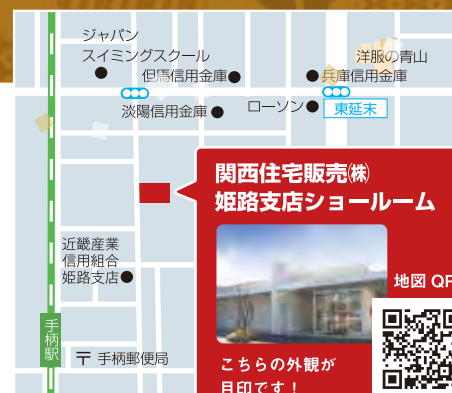 ジャパン
スイミングスクール
但馬信用金庫
淡陽信用金庫
洋服の青山
兵庫信用金庫
ローソン
東延末
関西住宅販売㈱
姫路支店ショールーム
近畿産業
信用組合
姫路支店
地図 QR
手柄駅
〒 手柄郵便局
こちらの外観が
目印です！